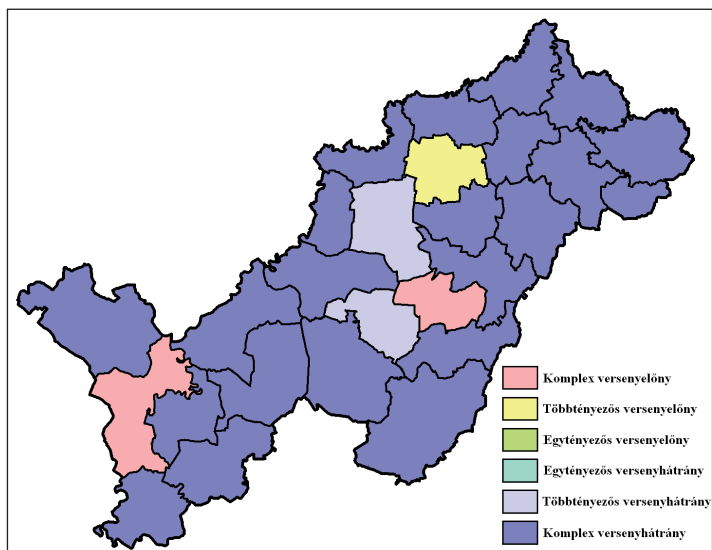 Komplex versenyelőny
Többtényezős versenyelőny
Egytényezős versenyelőny
Egytényezős versenyhátrány
Többtényezős versenyhátrány
Komplex versenyhátrány